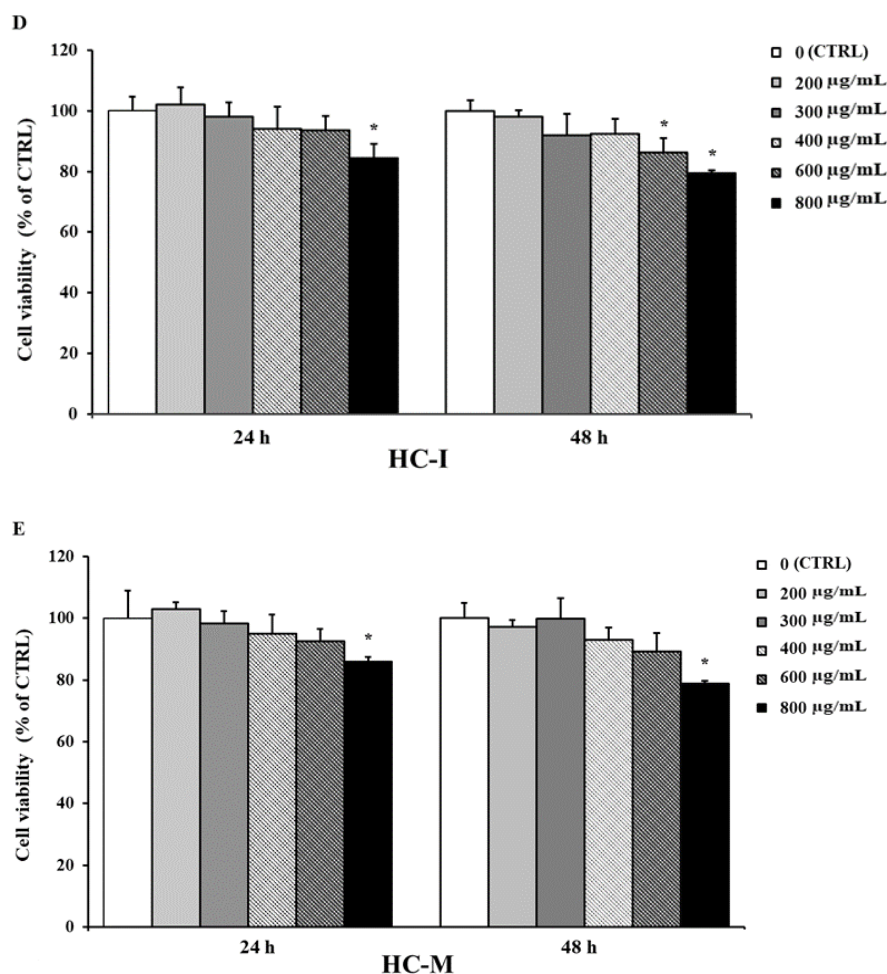 D
120
100
80
60
40
20
0
Cell viability (% of CTRL)
*
*
*
24 h
48 h
HC-I
0 (CTRL)
200 µg/mL
300 µg/mL
400 µg/mL
600 µg/mL
800 µg/mL
E
120
100
80
60
40
20
0
Cell viability (% of CTRL)
*
*
24 h
48 h
HC-M
0 (CTRL)
200 µg/mL
300 µg/mL
400 µg/mL
600 µg/mL
800 µg/mL